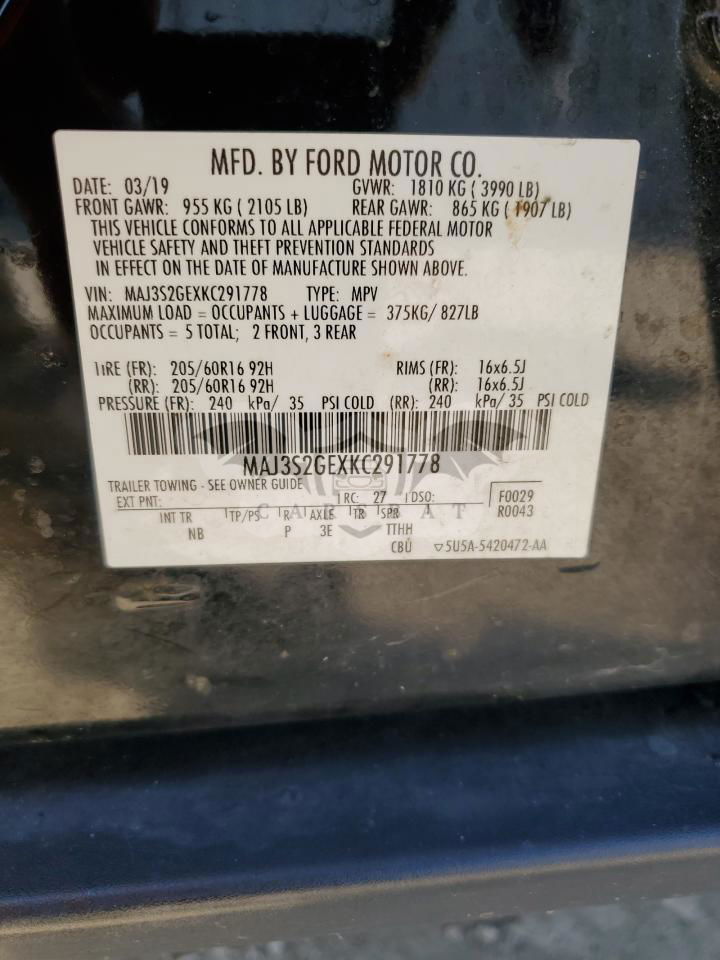 MFD. BY FORD MOTOR CO.
DATE: 03/19 GVWR: 1810 KG ( 3990 LB)
FRONT GAWR: 955 KG ( 2105 LB) REAR GAWR: 865 KG ( 1907 LB)
THIS VEHICLE CONFORMS TO ALL APPLICABLE FEDERAL MOTOR
VEHICLE SAFETY AND THEFT PREVENTION STANDARDS
IN EFFECT ON THE DATE OF MANUFACTURE SHOWN ABOVE.
VIN: MAJ3S2GEXKC291778 TYPE: MPV
MAXIMUM LOAD = OCCUPANTS + LUGGAGE = 375KG/ 827LB
OCCUPANTS = 5 TOTAL; 2 FRONT, 3 REAR
TIRE (FR): 205/60R16 92H RIMS (FR): 16x6.5J
(RR): 205/60R16 92H (RR): 16x6.5J
PRESSURE (FR): 240 kPa/ 35 PSI COLD (RR): 240 kPa/ 35 PSI COLD
MAJ3S2GEXKC291778
TRAILER TOWING - SEE OWNER GUIDE
EXT PNT: RC: 27 DSO: F0029
R0043
INT TR TP/PS R AXLE TR SPR
NB P 3E TTHH
CBU ▽5U5A-5420472-AA